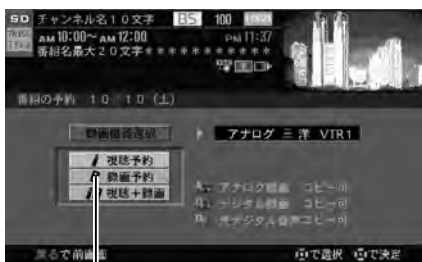 SD チャンネル名１０文字 BS 100
AM 10:00～AM 12:00 PM 11:37
番組名最大２０文字＊＊＊＊＊＊＊＊＊＊
番組の予約 １０／１０（土）
録画機器選択 アナログ 三洋 VTR1
視聴予約
録画予約
視聴＋録画
アナログ録画 コピー可
デジタル録画 コピー可
光デジタル音声コピー可
戻るで前画面 で選択 で決定